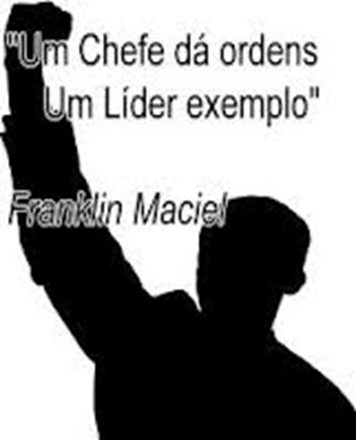 "Um Chefe dá ordens
Um Líder exemplo"
Franklin Maciel